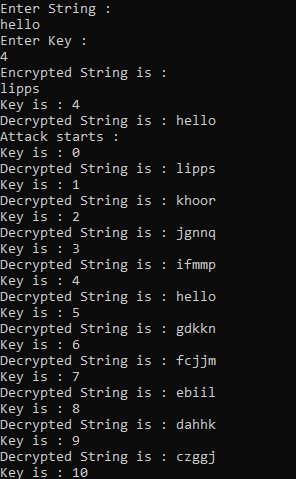 Enter String :
hello
Enter Key :
4
Encrypted String is :
lipps
Key is : 4
Decrypted String is : hello
Attack starts :
Key is : 0
Decrypted String is : lipps
Key is : 1
Decrypted String is : khoor
Key is : 2
Decrypted String is : jgnnq
Key is : 3
Decrypted String is : ifmmp
Key is : 4
Decrypted String is : hello
Key is : 5
Decrypted String is : gdkkn
Key is : 6
Decrypted String is : fcjjm
Key is : 7
Decrypted String is : ebiil
Key is : 8
Decrypted String is : dahhk
Key is : 9
Decrypted String is : czggj
Key is : 10